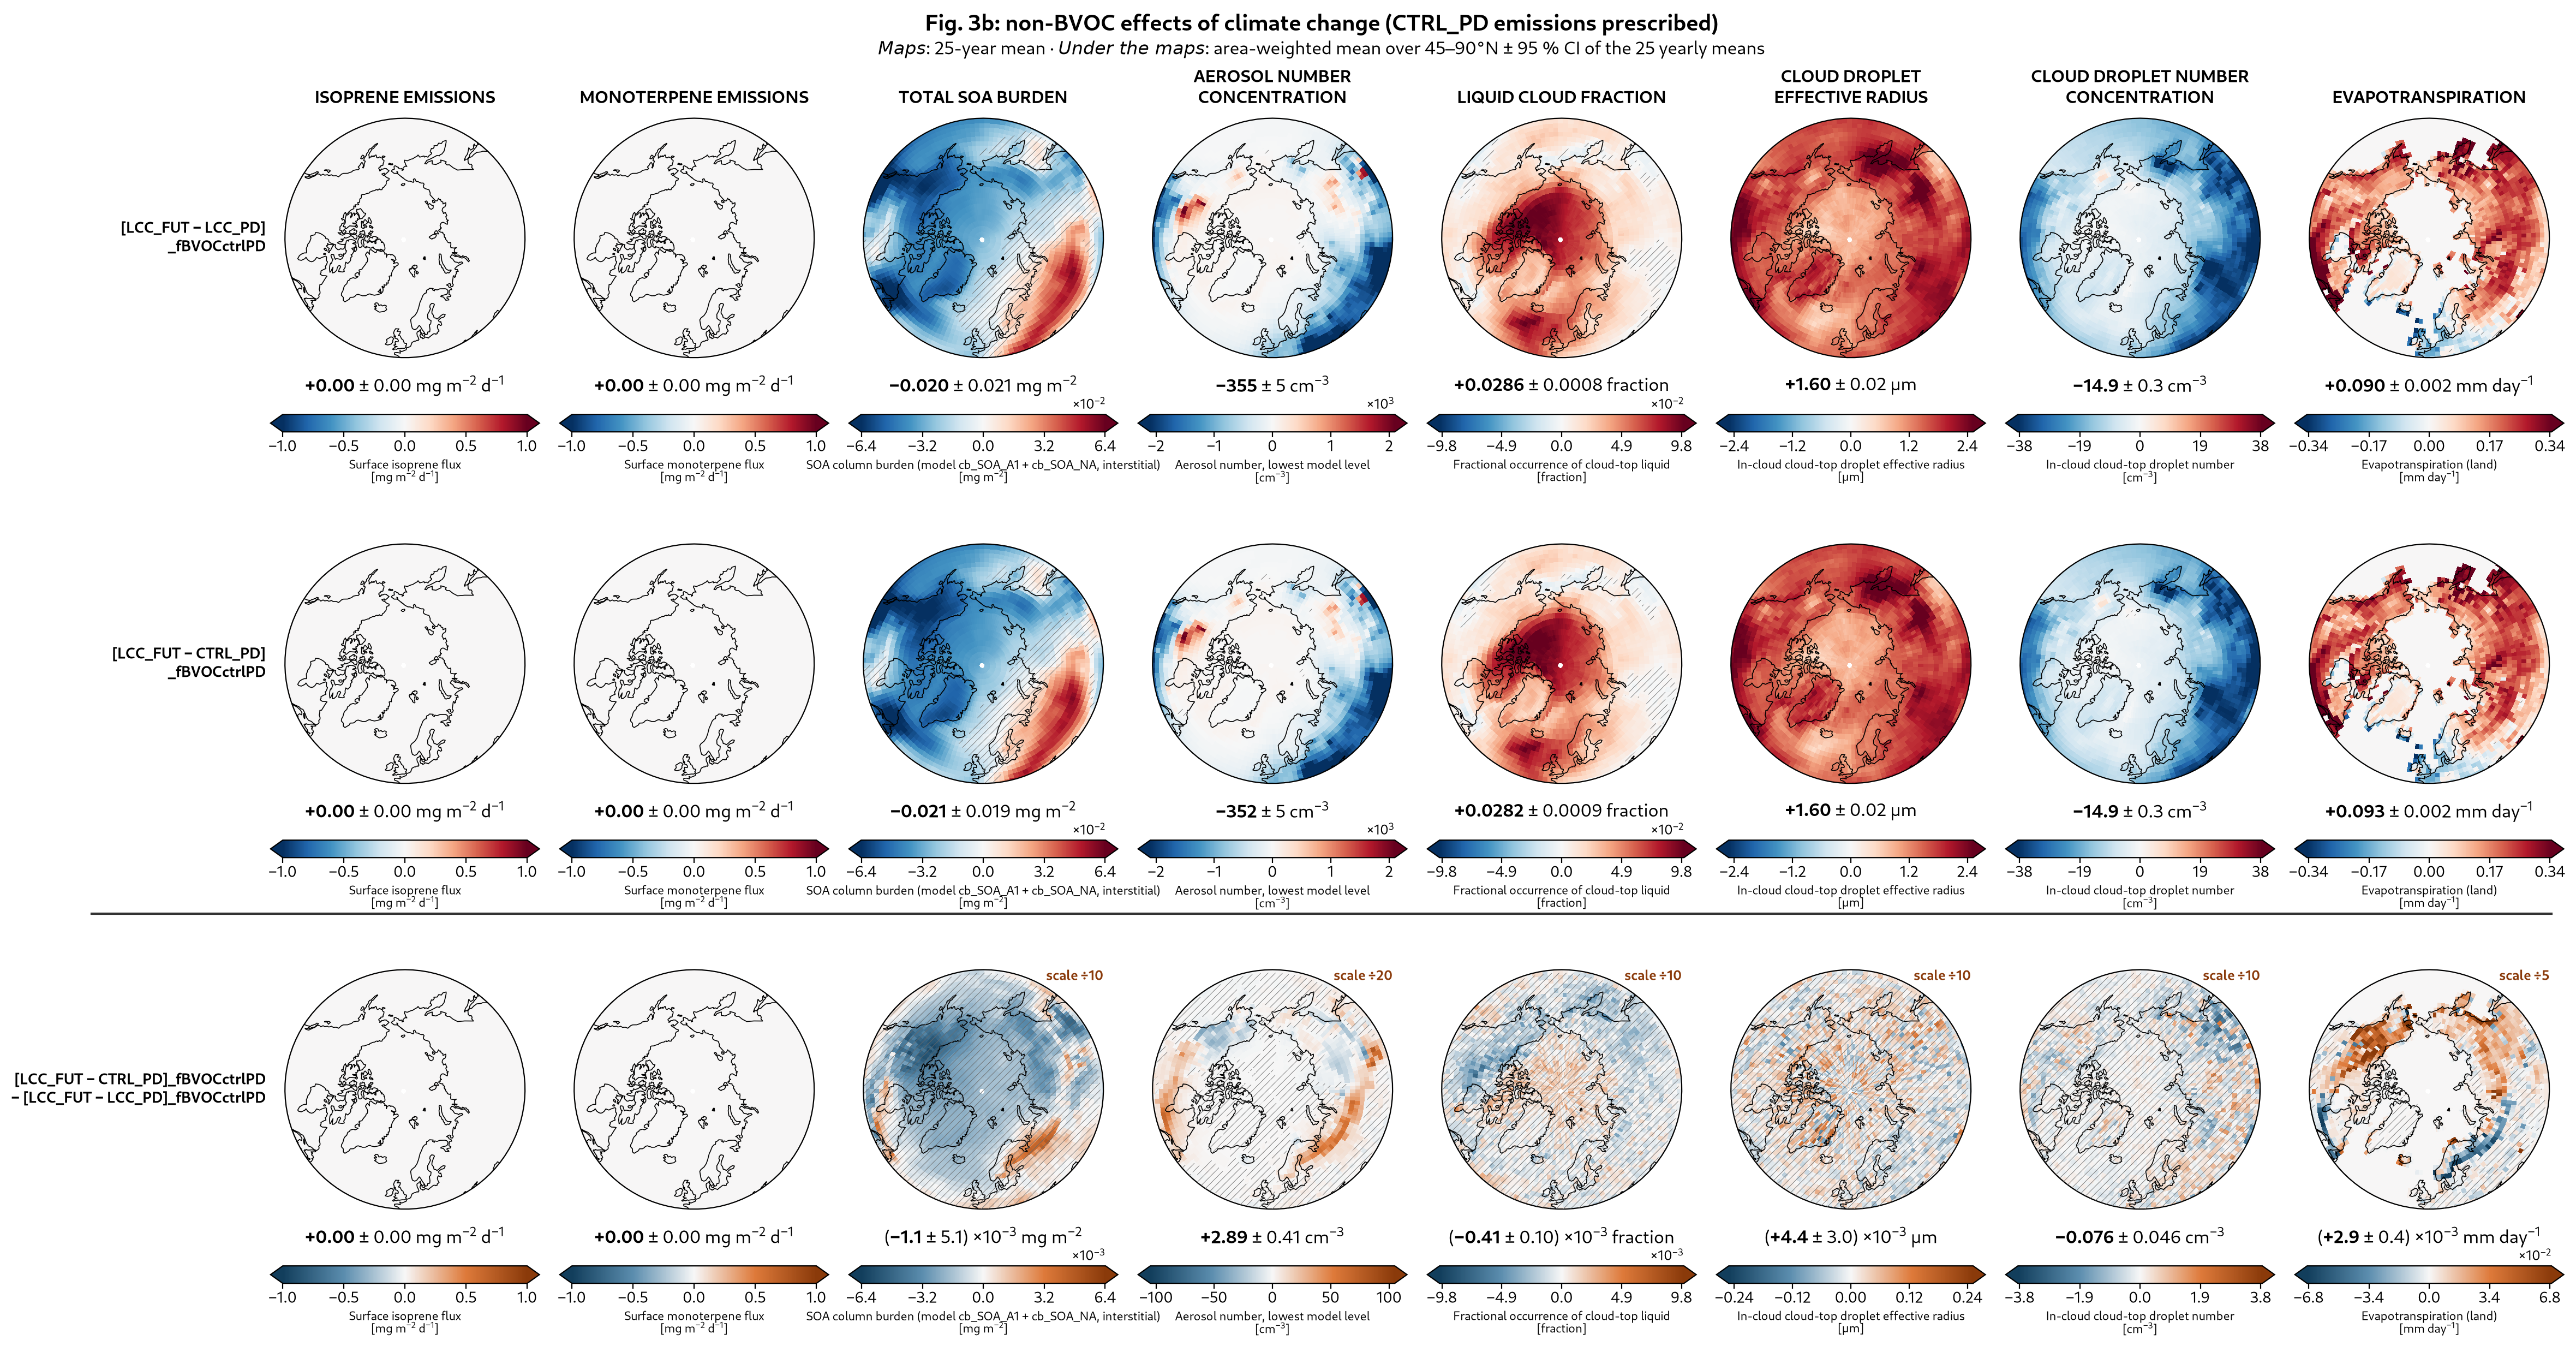 Fig. 3b: non-BVOC effects of climate change (CTRL_PD emissions prescribed)
Maps: 25-year mean · Under the maps: area-weighted mean over 45–90°N ± 95 % CI of the 25 yearly means
ISOPRENE EMISSIONS
MONOTERPENE EMISSIONS
TOTAL SOA BURDEN
AEROSOL NUMBER
CONCENTRATION
LIQUID CLOUD FRACTION
CLOUD DROPLET
EFFECTIVE RADIUS
CLOUD DROPLET NUMBER
CONCENTRATION
EVAPOTRANSPIRATION
[LCC_FUT − LCC_PD]
_fBVOCctrlPD
+0.00 ± 0.00 mg m⁻² d⁻¹
+0.00 ± 0.00 mg m⁻² d⁻¹
−0.020 ± 0.021 mg m⁻²
−355 ± 5 cm⁻³
+0.0286 ± 0.0008 fraction
+1.60 ± 0.02 µm
−14.9 ± 0.3 cm⁻³
+0.090 ± 0.002 mm day⁻¹
×10⁻²
×10³
×10⁻²
−1.0 −0.5 0.0 0.5 1.0
−1.0 −0.5 0.0 0.5 1.0
−6.4 −3.2 0.0 3.2 6.4
−2 −1 0 1 2
−9.8 −4.9 0.0 4.9 9.8
−2.4 −1.2 0.0 1.2 2.4
−38 −19 0 19 38
−0.34 −0.17 0.00 0.17 0.34
Surface isoprene flux
[mg m⁻² d⁻¹]
Surface monoterpene flux
[mg m⁻² d⁻¹]
SOA column burden (model cb_SOA_A1 + cb_SOA_NA, interstitial)
[mg m⁻²]
Aerosol number, lowest model level
[cm⁻³]
Fractional occurrence of cloud-top liquid
[fraction]
In-cloud cloud-top droplet effective radius
[µm]
In-cloud cloud-top droplet number
[cm⁻³]
Evapotranspiration (land)
[mm day⁻¹]
[LCC_FUT − CTRL_PD]
_fBVOCctrlPD
+0.00 ± 0.00 mg m⁻² d⁻¹
+0.00 ± 0.00 mg m⁻² d⁻¹
−0.021 ± 0.019 mg m⁻²
−352 ± 5 cm⁻³
+0.0282 ± 0.0009 fraction
+1.60 ± 0.02 µm
−14.9 ± 0.3 cm⁻³
+0.093 ± 0.002 mm day⁻¹
×10⁻²
×10³
×10⁻²
−1.0 −0.5 0.0 0.5 1.0
−1.0 −0.5 0.0 0.5 1.0
−6.4 −3.2 0.0 3.2 6.4
−2 −1 0 1 2
−9.8 −4.9 0.0 4.9 9.8
−2.4 −1.2 0.0 1.2 2.4
−38 −19 0 19 38
−0.34 −0.17 0.00 0.17 0.34
Surface isoprene flux
[mg m⁻² d⁻¹]
Surface monoterpene flux
[mg m⁻² d⁻¹]
SOA column burden (model cb_SOA_A1 + cb_SOA_NA, interstitial)
[mg m⁻²]
Aerosol number, lowest model level
[cm⁻³]
Fractional occurrence of cloud-top liquid
[fraction]
In-cloud cloud-top droplet effective radius
[µm]
In-cloud cloud-top droplet number
[cm⁻³]
Evapotranspiration (land)
[mm day⁻¹]
[LCC_FUT − CTRL_PD]_fBVOCctrlPD
− [LCC_FUT − LCC_PD]_fBVOCctrlPD
scale ÷10
scale ÷20
scale ÷10
scale ÷10
scale ÷10
scale ÷5
+0.00 ± 0.00 mg m⁻² d⁻¹
+0.00 ± 0.00 mg m⁻² d⁻¹
(−1.1 ± 5.1) ×10⁻³ mg m⁻²
+2.89 ± 0.41 cm⁻³
(−0.41 ± 0.10) ×10⁻³ fraction
(+4.4 ± 3.0) ×10⁻³ µm
−0.076 ± 0.046 cm⁻³
(+2.9 ± 0.4) ×10⁻³ mm day⁻¹
×10⁻³
×10⁻³
×10⁻²
−1.0 −0.5 0.0 0.5 1.0
−1.0 −0.5 0.0 0.5 1.0
−6.4 −3.2 0.0 3.2 6.4
−100 −50 0 50 100
−9.8 −4.9 0.0 4.9 9.8
−0.24 −0.12 0.00 0.12 0.24
−3.8 −1.9 0.0 1.9 3.8
−6.8 −3.4 0.0 3.4 6.8
Surface isoprene flux
[mg m⁻² d⁻¹]
Surface monoterpene flux
[mg m⁻² d⁻¹]
SOA column burden (model cb_SOA_A1 + cb_SOA_NA, interstitial)
[mg m⁻²]
Aerosol number, lowest model level
[cm⁻³]
Fractional occurrence of cloud-top liquid
[fraction]
In-cloud cloud-top droplet effective radius
[µm]
In-cloud cloud-top droplet number
[cm⁻³]
Evapotranspiration (land)
[mm day⁻¹]